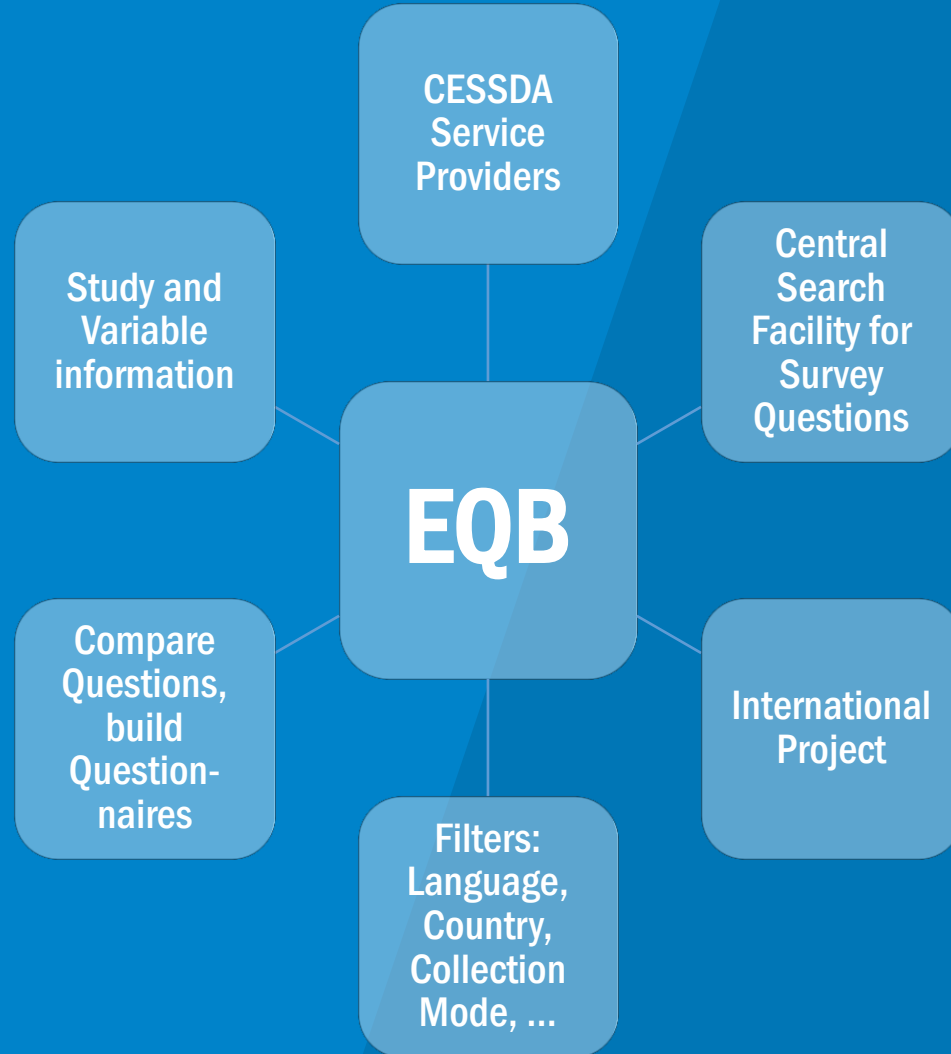 CESSDA
Service
Providers
Central
Search
Facility for
Survey
Questions
Study and
Variable
information
EQB
Compare
Questions,
build
Question-
naires
International
Project
Filters:
Language,
Country,
Collection
Mode, ...